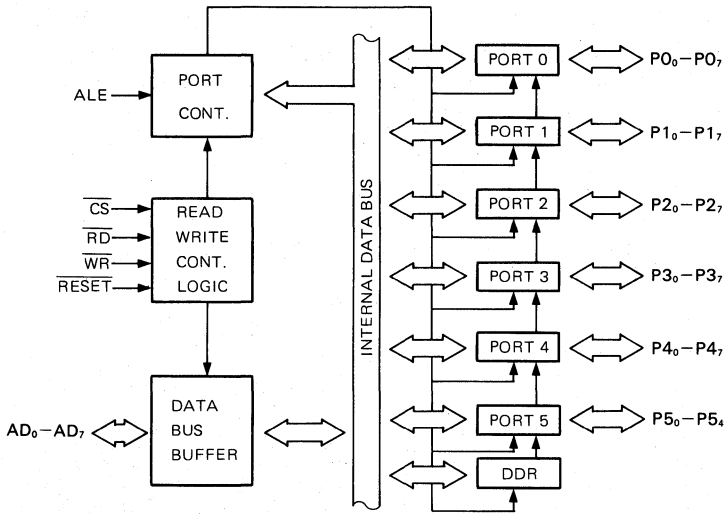 PORT
CONT.
ALE
CS
RD
WR
RESET
READ
WRITE
CONT.
LOGIC
AD₀–AD₇
DATA
BUS
BUFFER
INTERNAL DATA BUS
PORT 0
P0₀–P0₇
PORT 1
P1₀–P1₇
PORT 2
P2₀–P2₇
PORT 3
P3₀–P3₇
PORT 4
P4₀–P4₇
PORT 5
P5₀–P5₄
DDR